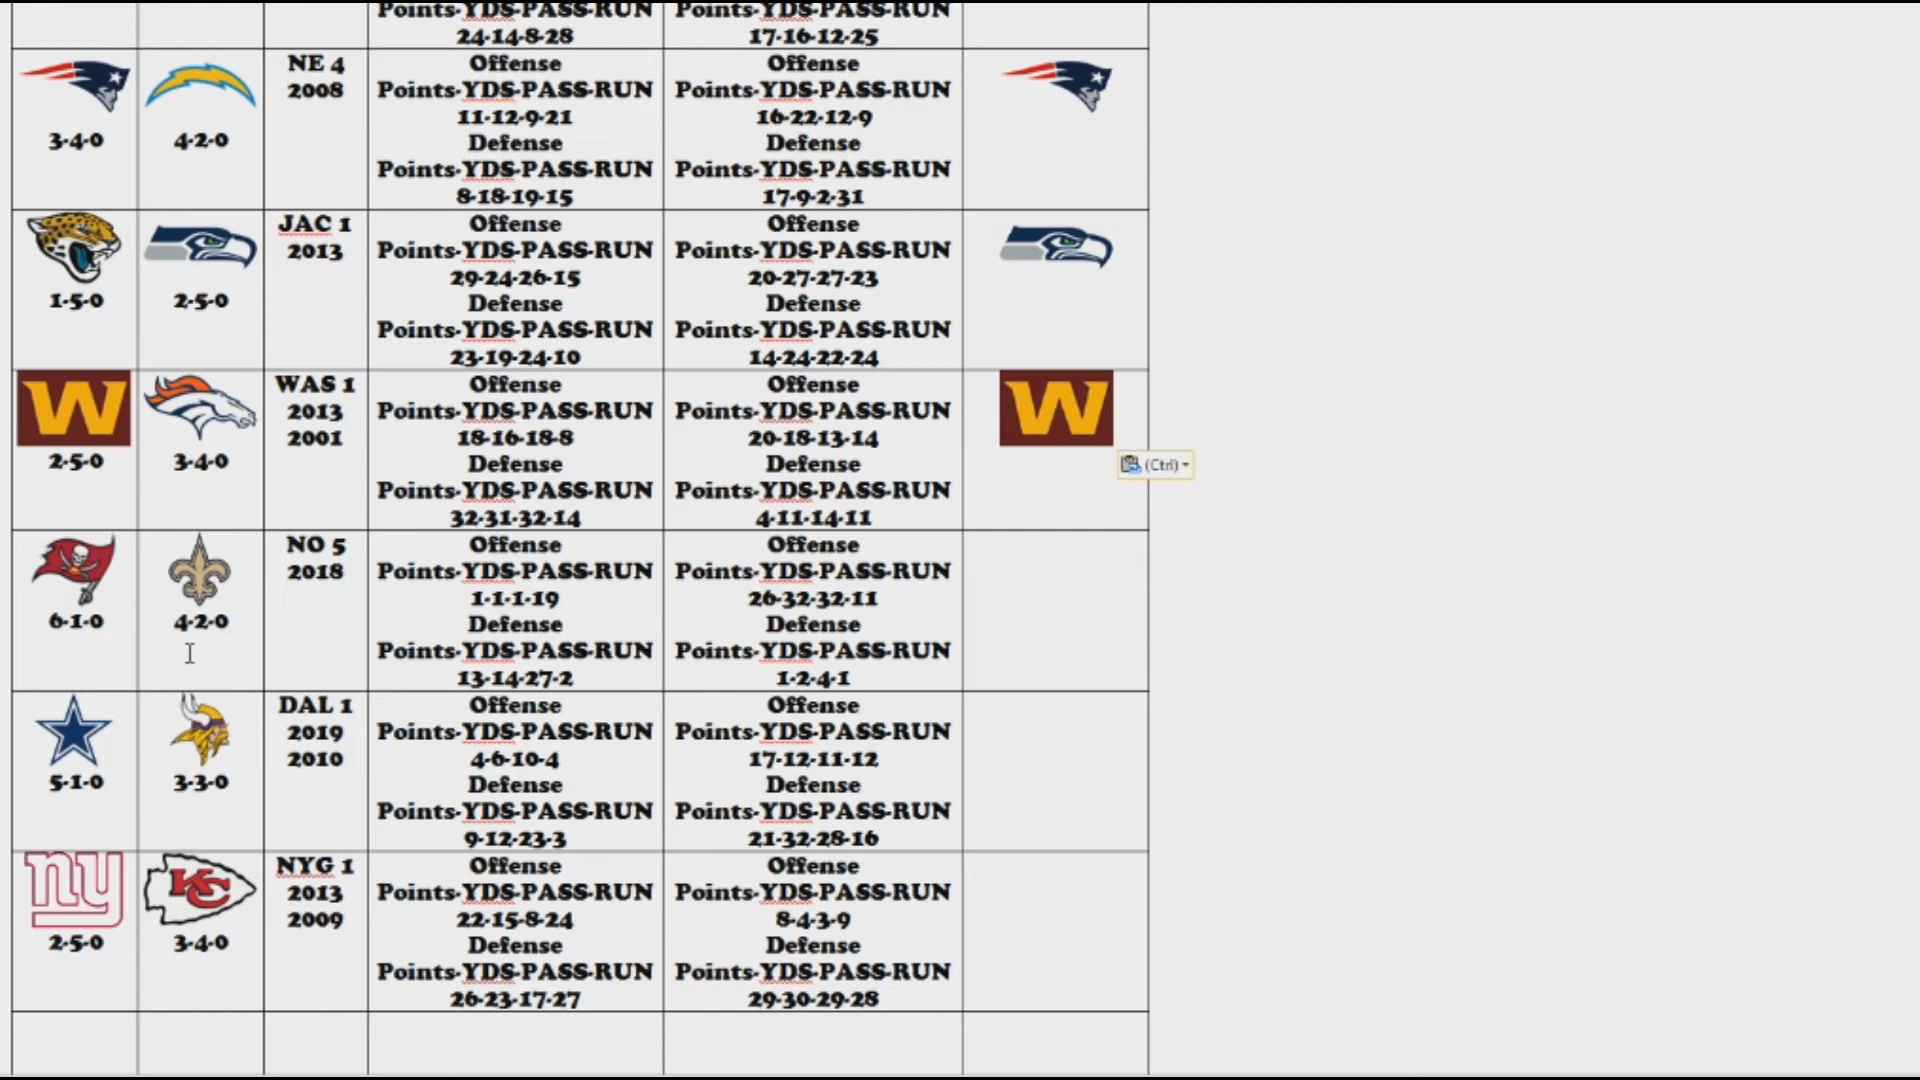 Points-YDS-PASS-RUN
24-14-8-28
Points-YDS-PASS-RUN
17-16-12-25
3-4-0
4-2-0
NE 4
2008
Offense
Points-YDS-PASS-RUN
11-12-9-21
Defense
Points-YDS-PASS-RUN
8-18-19-15
Offense
Points-YDS-PASS-RUN
16-22-12-9
Defense
Points-YDS-PASS-RUN
17-9-2-31
1-5-0
2-5-0
JAC 1
2013
Offense
Points-YDS-PASS-RUN
29-24-26-15
Defense
Points-YDS-PASS-RUN
23-19-24-10
Offense
Points-YDS-PASS-RUN
20-27-27-23
Defense
Points-YDS-PASS-RUN
14-24-22-24
W
2-5-0
3-4-0
WAS 1
2013
2001
Offense
Points-YDS-PASS-RUN
18-16-18-8
Defense
Points-YDS-PASS-RUN
32-31-32-14
Offense
Points-YDS-PASS-RUN
20-18-13-14
Defense
Points-YDS-PASS-RUN
4-11-14-11
W
(Ctrl)
6-1-0
4-2-0
NO 5
2018
Offense
Points-YDS-PASS-RUN
1-1-1-19
Defense
Points-YDS-PASS-RUN
13-14-27-2
Offense
Points-YDS-PASS-RUN
26-32-32-11
Defense
Points-YDS-PASS-RUN
1-2-4-1
5-1-0
3-3-0
DAL 1
2019
2010
Offense
Points-YDS-PASS-RUN
4-6-10-4
Defense
Points-YDS-PASS-RUN
9-12-23-3
Offense
Points-YDS-PASS-RUN
17-12-11-12
Defense
Points-YDS-PASS-RUN
21-32-28-16
ny
2-5-0
KC
3-4-0
NYG 1
2013
2009
Offense
Points-YDS-PASS-RUN
22-15-8-24
Defense
Points-YDS-PASS-RUN
26-23-17-27
Offense
Points-YDS-PASS-RUN
8-4-3-9
Defense
Points-YDS-PASS-RUN
29-30-29-28